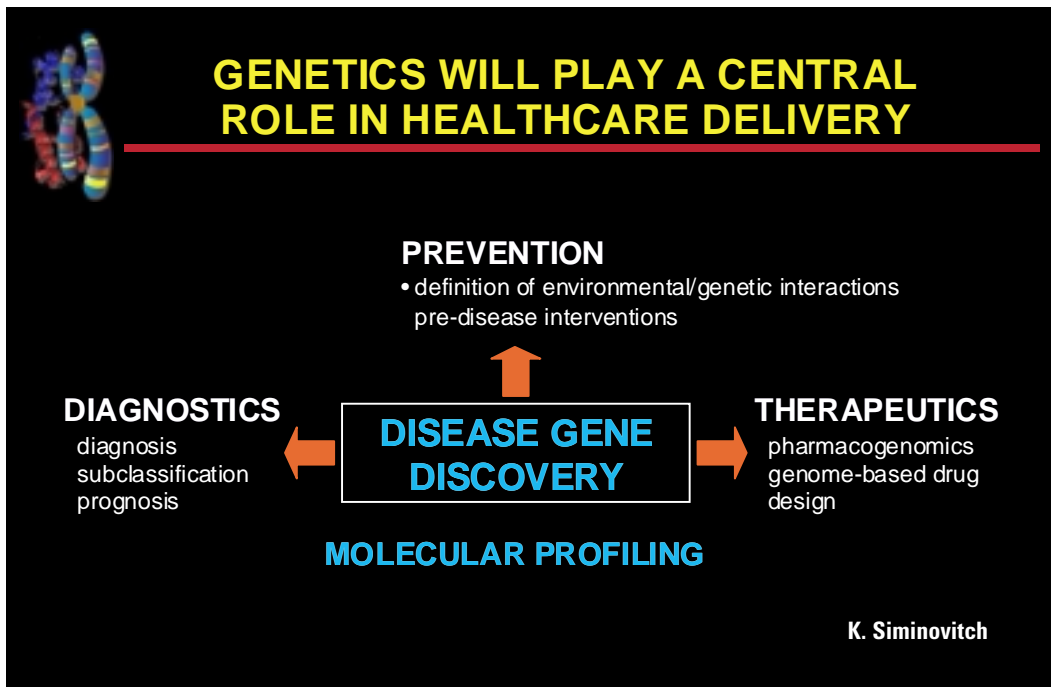 GENETICS WILL PLAY A CENTRAL
ROLE IN HEALTHCARE DELIVERY
PREVENTION
• definition of environmental/genetic interactions
pre-disease interventions
DIAGNOSTICS
diagnosis
subclassification
prognosis
DISEASE GENE
DISCOVERY
THERAPEUTICS
pharmacogenomics
genome-based drug
design
MOLECULAR PROFILING
K. Siminovitch